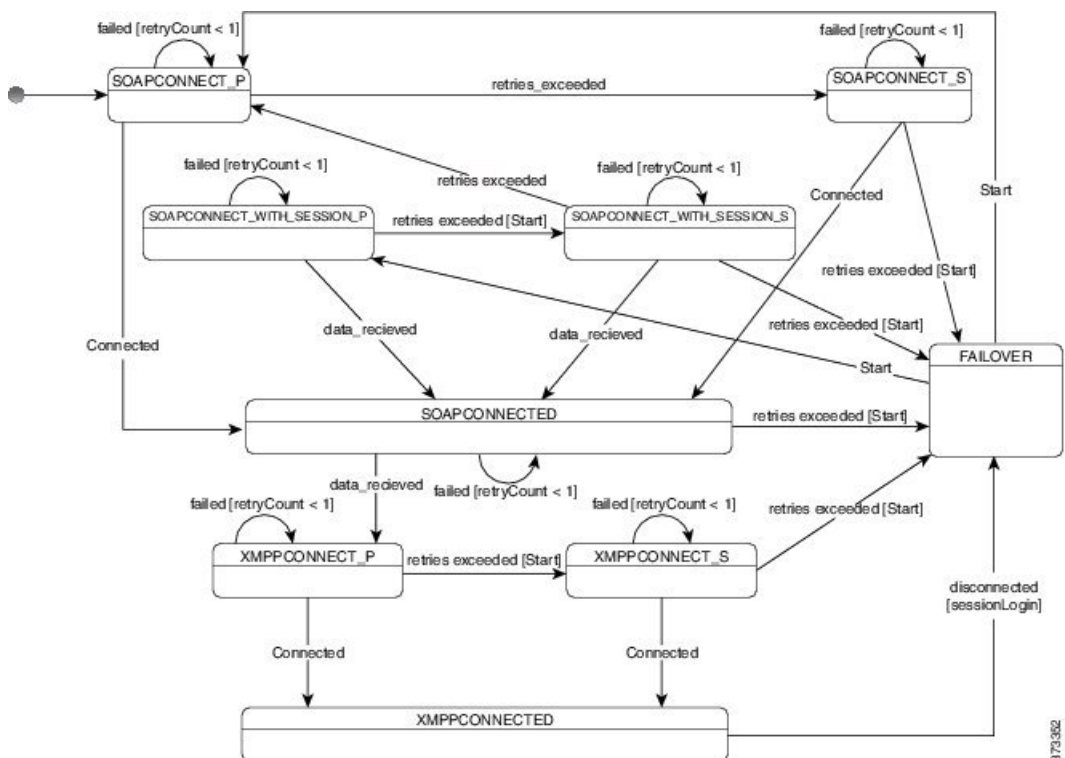 failed [retryCount < 1]
failed [retryCount < 1]
SOAPCONNECT_P
SOAPCONNECT_S
retries_exceeded
failed [retryCount < 1]
failed [retryCount < 1]
retries exceeded
Connected
Start
SOAPCONNECT_WITH_SESSION_P
retries exceeded [Start]
SOAPCONNECT_WITH_SESSION_S
retries exceeded [Start]
data_recieved
data_recieved
retries exceeded [Start]
Connected
FAILOVER
Start
SOAPCONNECTED
retries exceeded [Start]
data_recieved
failed [retryCount < 1]
failed [retryCount < 1]
failed [retryCount < 1]
retries exceeded [Start]
XMPPCONNECT_P
retries exceeded [Start]
XMPPCONNECT_S
disconnected
[sessionLogin]
Connected
Connected
XMPPCONNECTED
373362